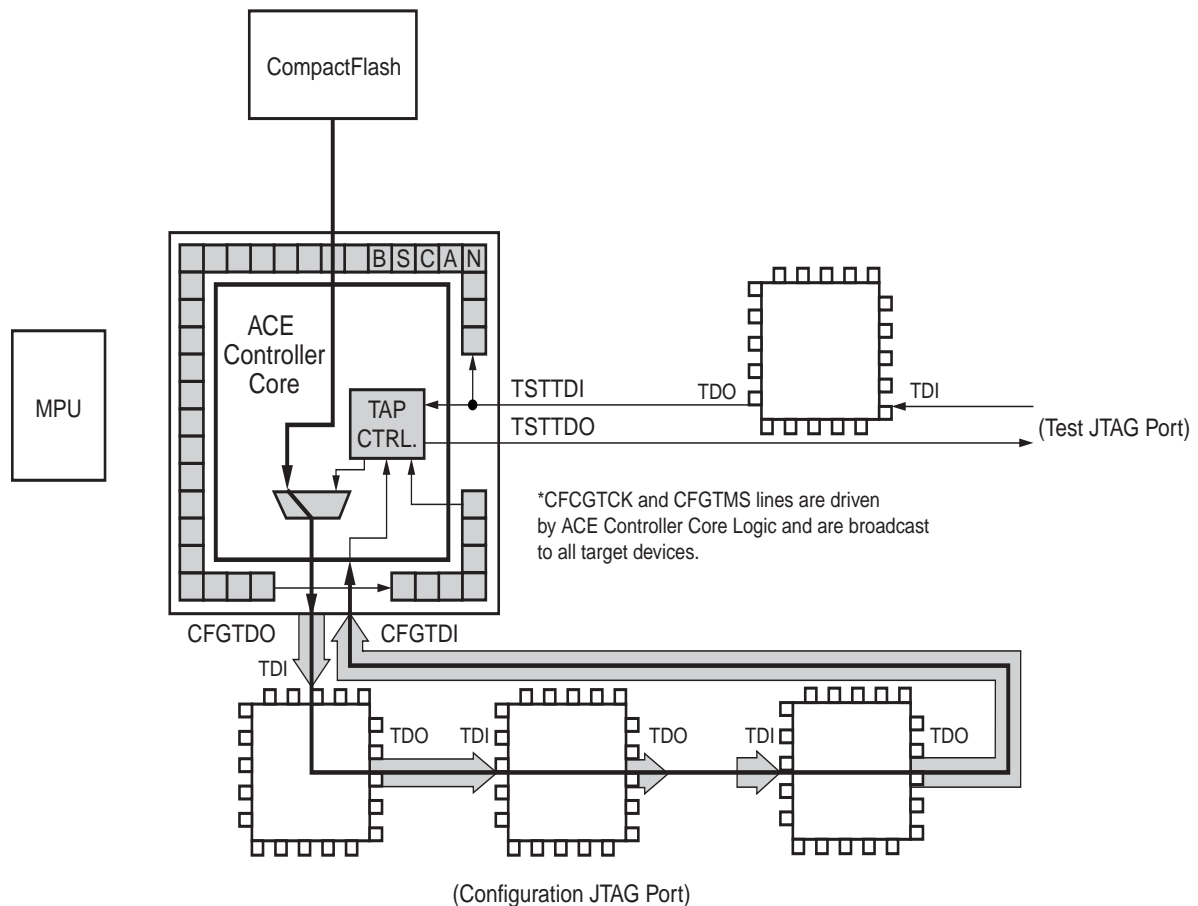 CompactFlash
B S C A N
ACE
Controller
Core
MPU
TAP
CTRL.
TSTTDI
TSTTDO
TDO
TDI
(Test JTAG Port)
*CFCGTCK and CFGTMS lines are driven
by ACE Controller Core Logic and are broadcast
to all target devices.
CFGTDO
CFGTDI
TDI
TDO
TDI
TDO
TDI
TDO
(Configuration JTAG Port)